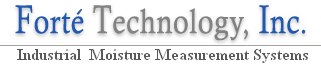 Forté Technology, Inc.
Industrial Moisture Measurement Systems